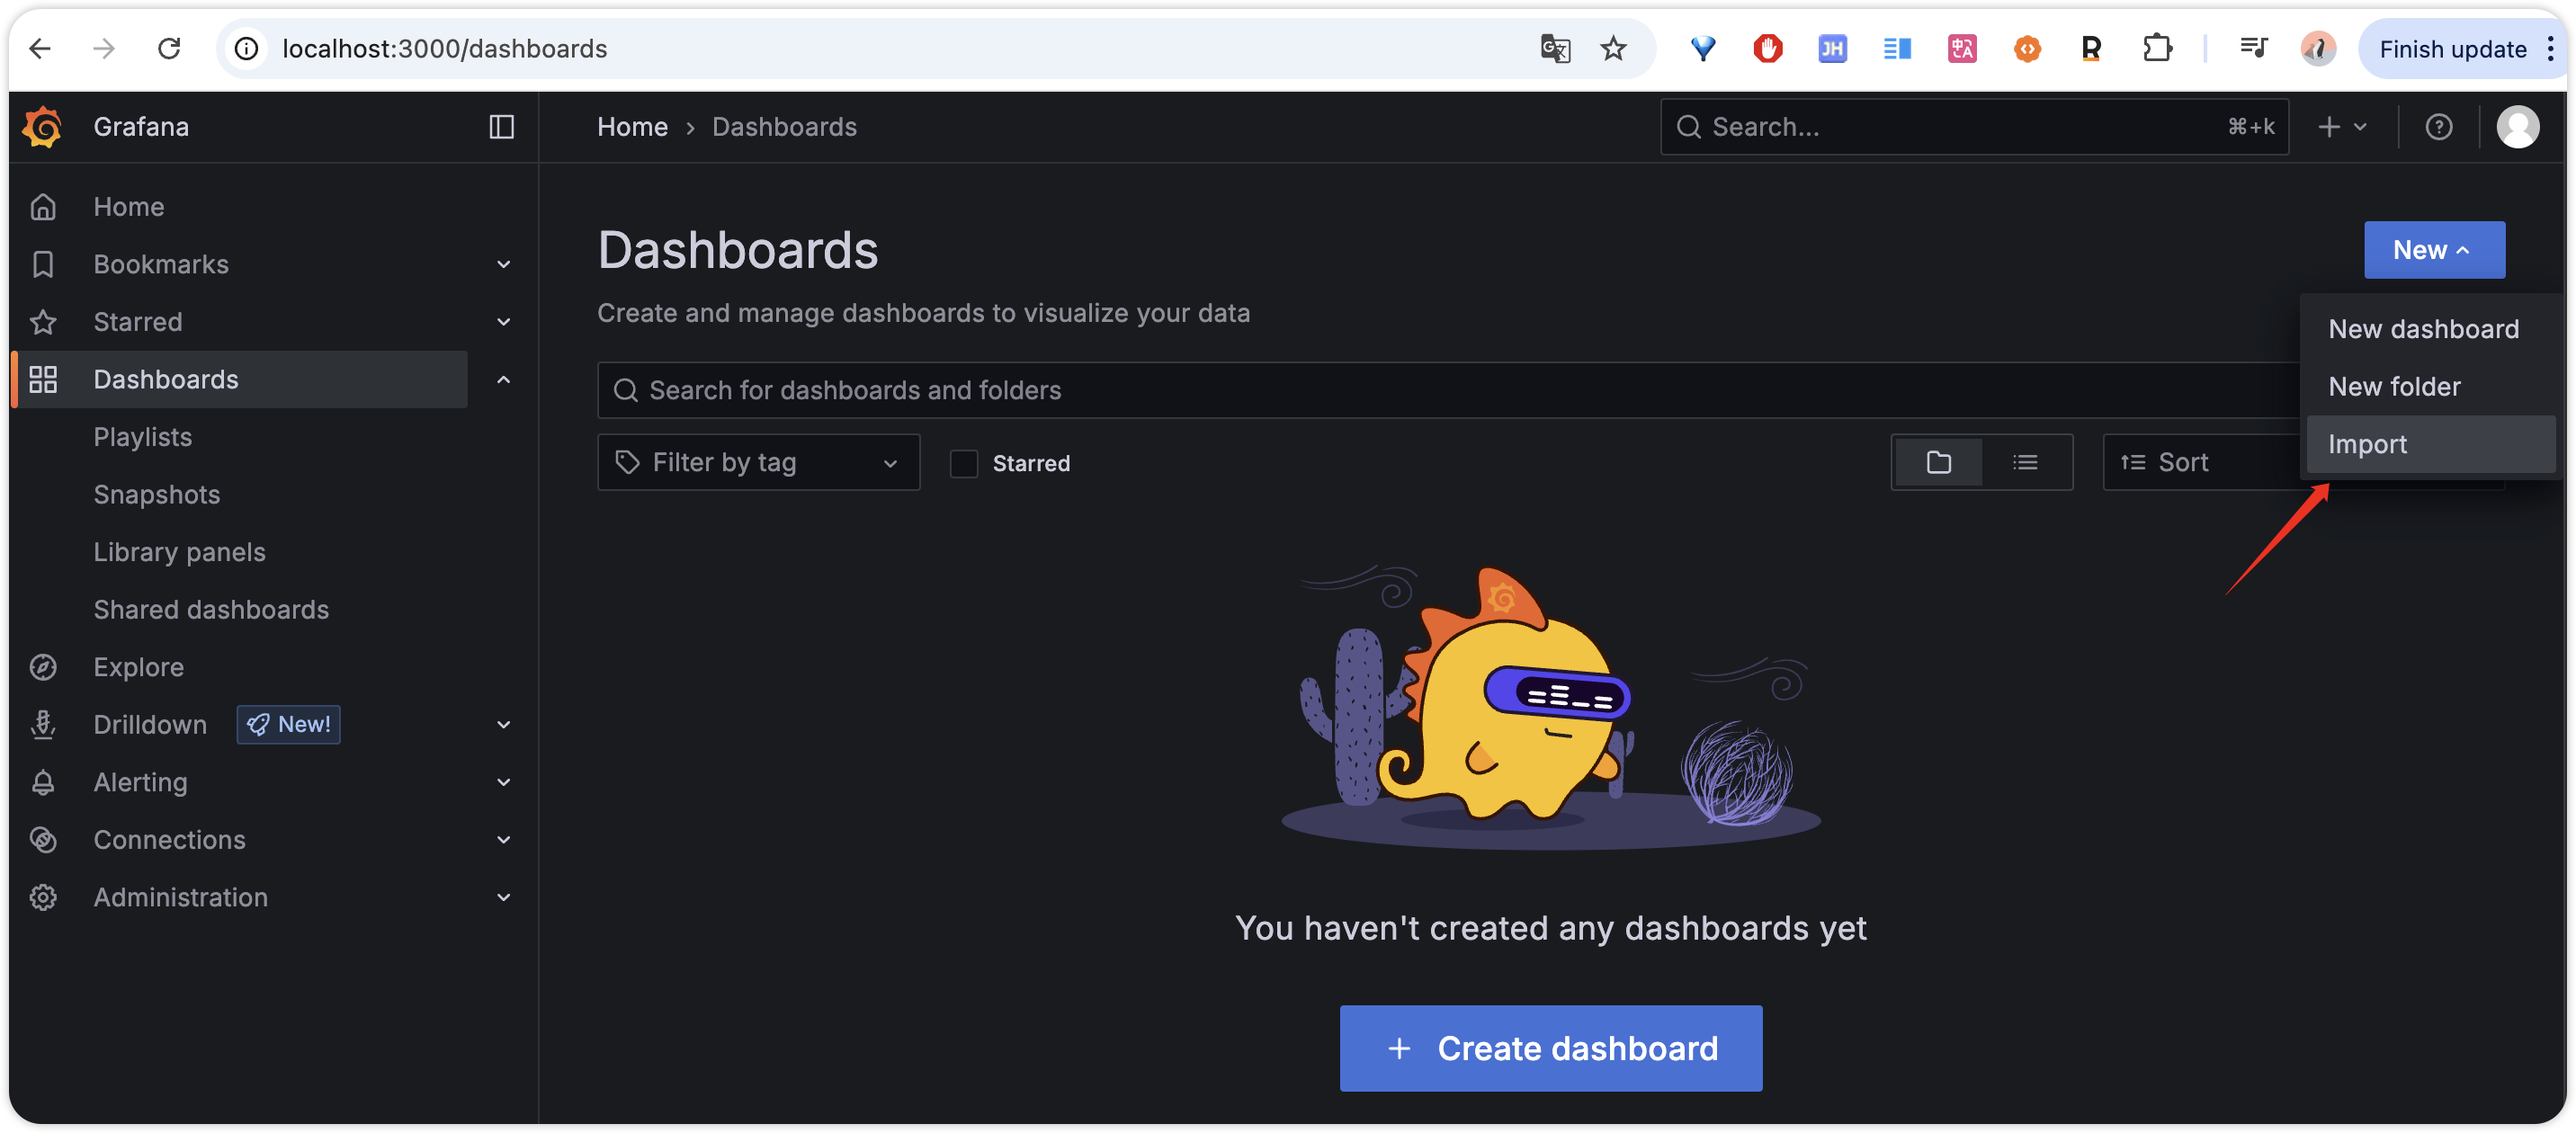 localhost:3000/dashboards
JH
中A
R
Finish update
Grafana
Home › Dashboards
Search...
⌘+k
Home
Bookmarks
Starred
Dashboards
Playlists
Snapshots
Library panels
Shared dashboards
Explore
Drilldown
New!
Alerting
Connections
Administration
Dashboards
Create and manage dashboards to visualize your data
New
New dashboard
New folder
Import
Search for dashboards and folders
Filter by tag
Starred
Sort
You haven't created any dashboards yet
+ Create dashboard